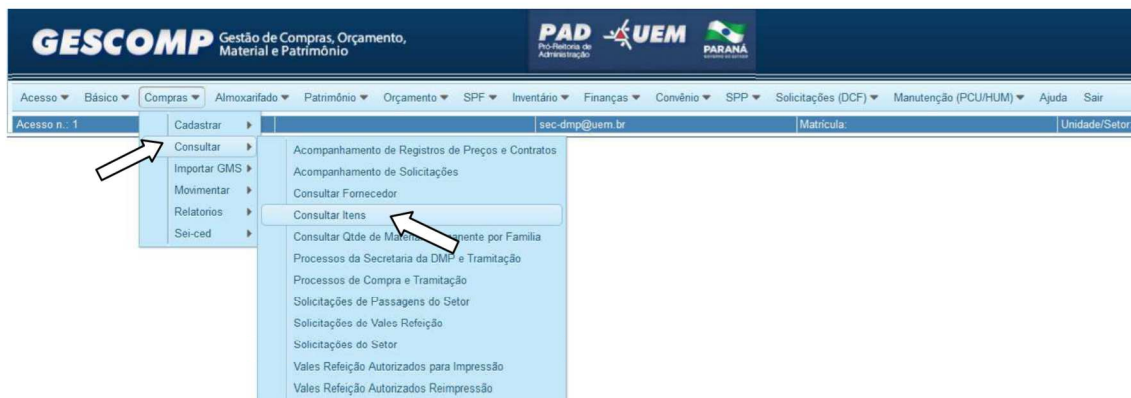 GESCOMP Gestão de Compras, Orçamento,
Material e Patrimônio
PAD
Pró-Reitoria de
Administração
UEM
PARANÁ
Acesso Básico Compras Almoxarifado Patrimônio Orçamento SPF Inventário Finanças Convênio SPP Solicitações (DCF) Manutenção (PCU/HUM) Ajuda Sair
Acesso n.: 1 sec-dmp@uem.br Matrícula: Unidade/Setor
Cadastrar
Consultar
Importar GMS
Movimentar
Relatorios
Sei-ced
Acompanhamento de Registros de Preços e Contratos
Acompanhamento de Solicitações
Consultar Fornecedor
Consultar Itens
Consultar Qtde de por Familia
Processos da Secretaria da DMP e Tramitação
Processos de Compra e Tramitação
Solicitações de Passagens do Setor
Solicitações de Vales Refeição
Solicitações do Setor
Vales Refeição Autorizados para Impressão
Vales Refeição Autorizados Reimpressão